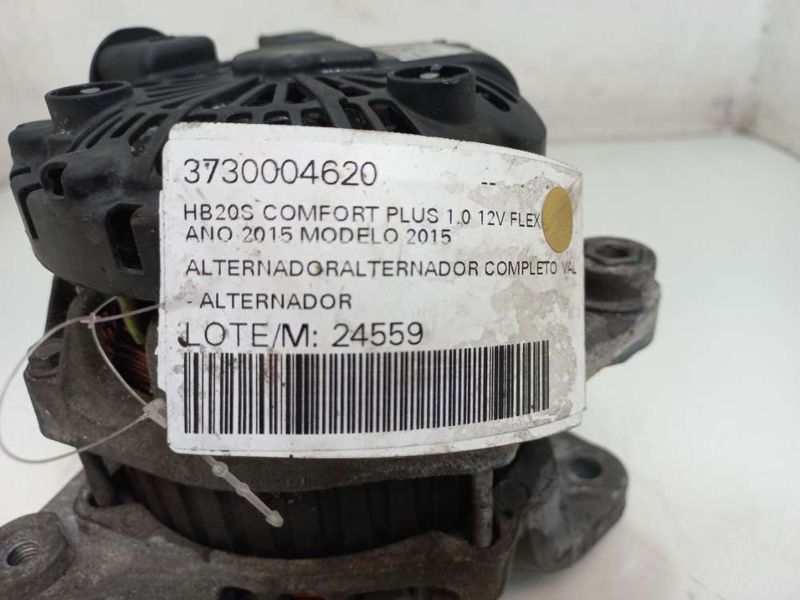 3730004620
HB20S COMFORT PLUS 1.0 12V FLEX
ANO 2015 MODELO 2015
ALTERNADORALTERNADOR COMPLETO VAL
- ALTERNADOR
LOTE/M: 24559